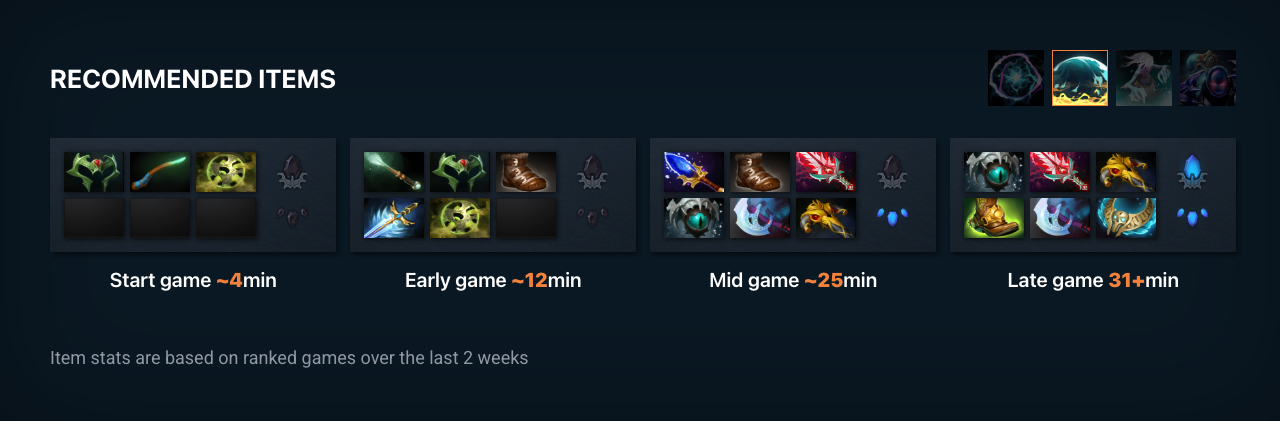 RECOMMENDED ITEMS
Start game ~4min
Early game ~12min
Mid game ~25min
Late game 31+min
Item stats are based on ranked games over the last 2 weeks